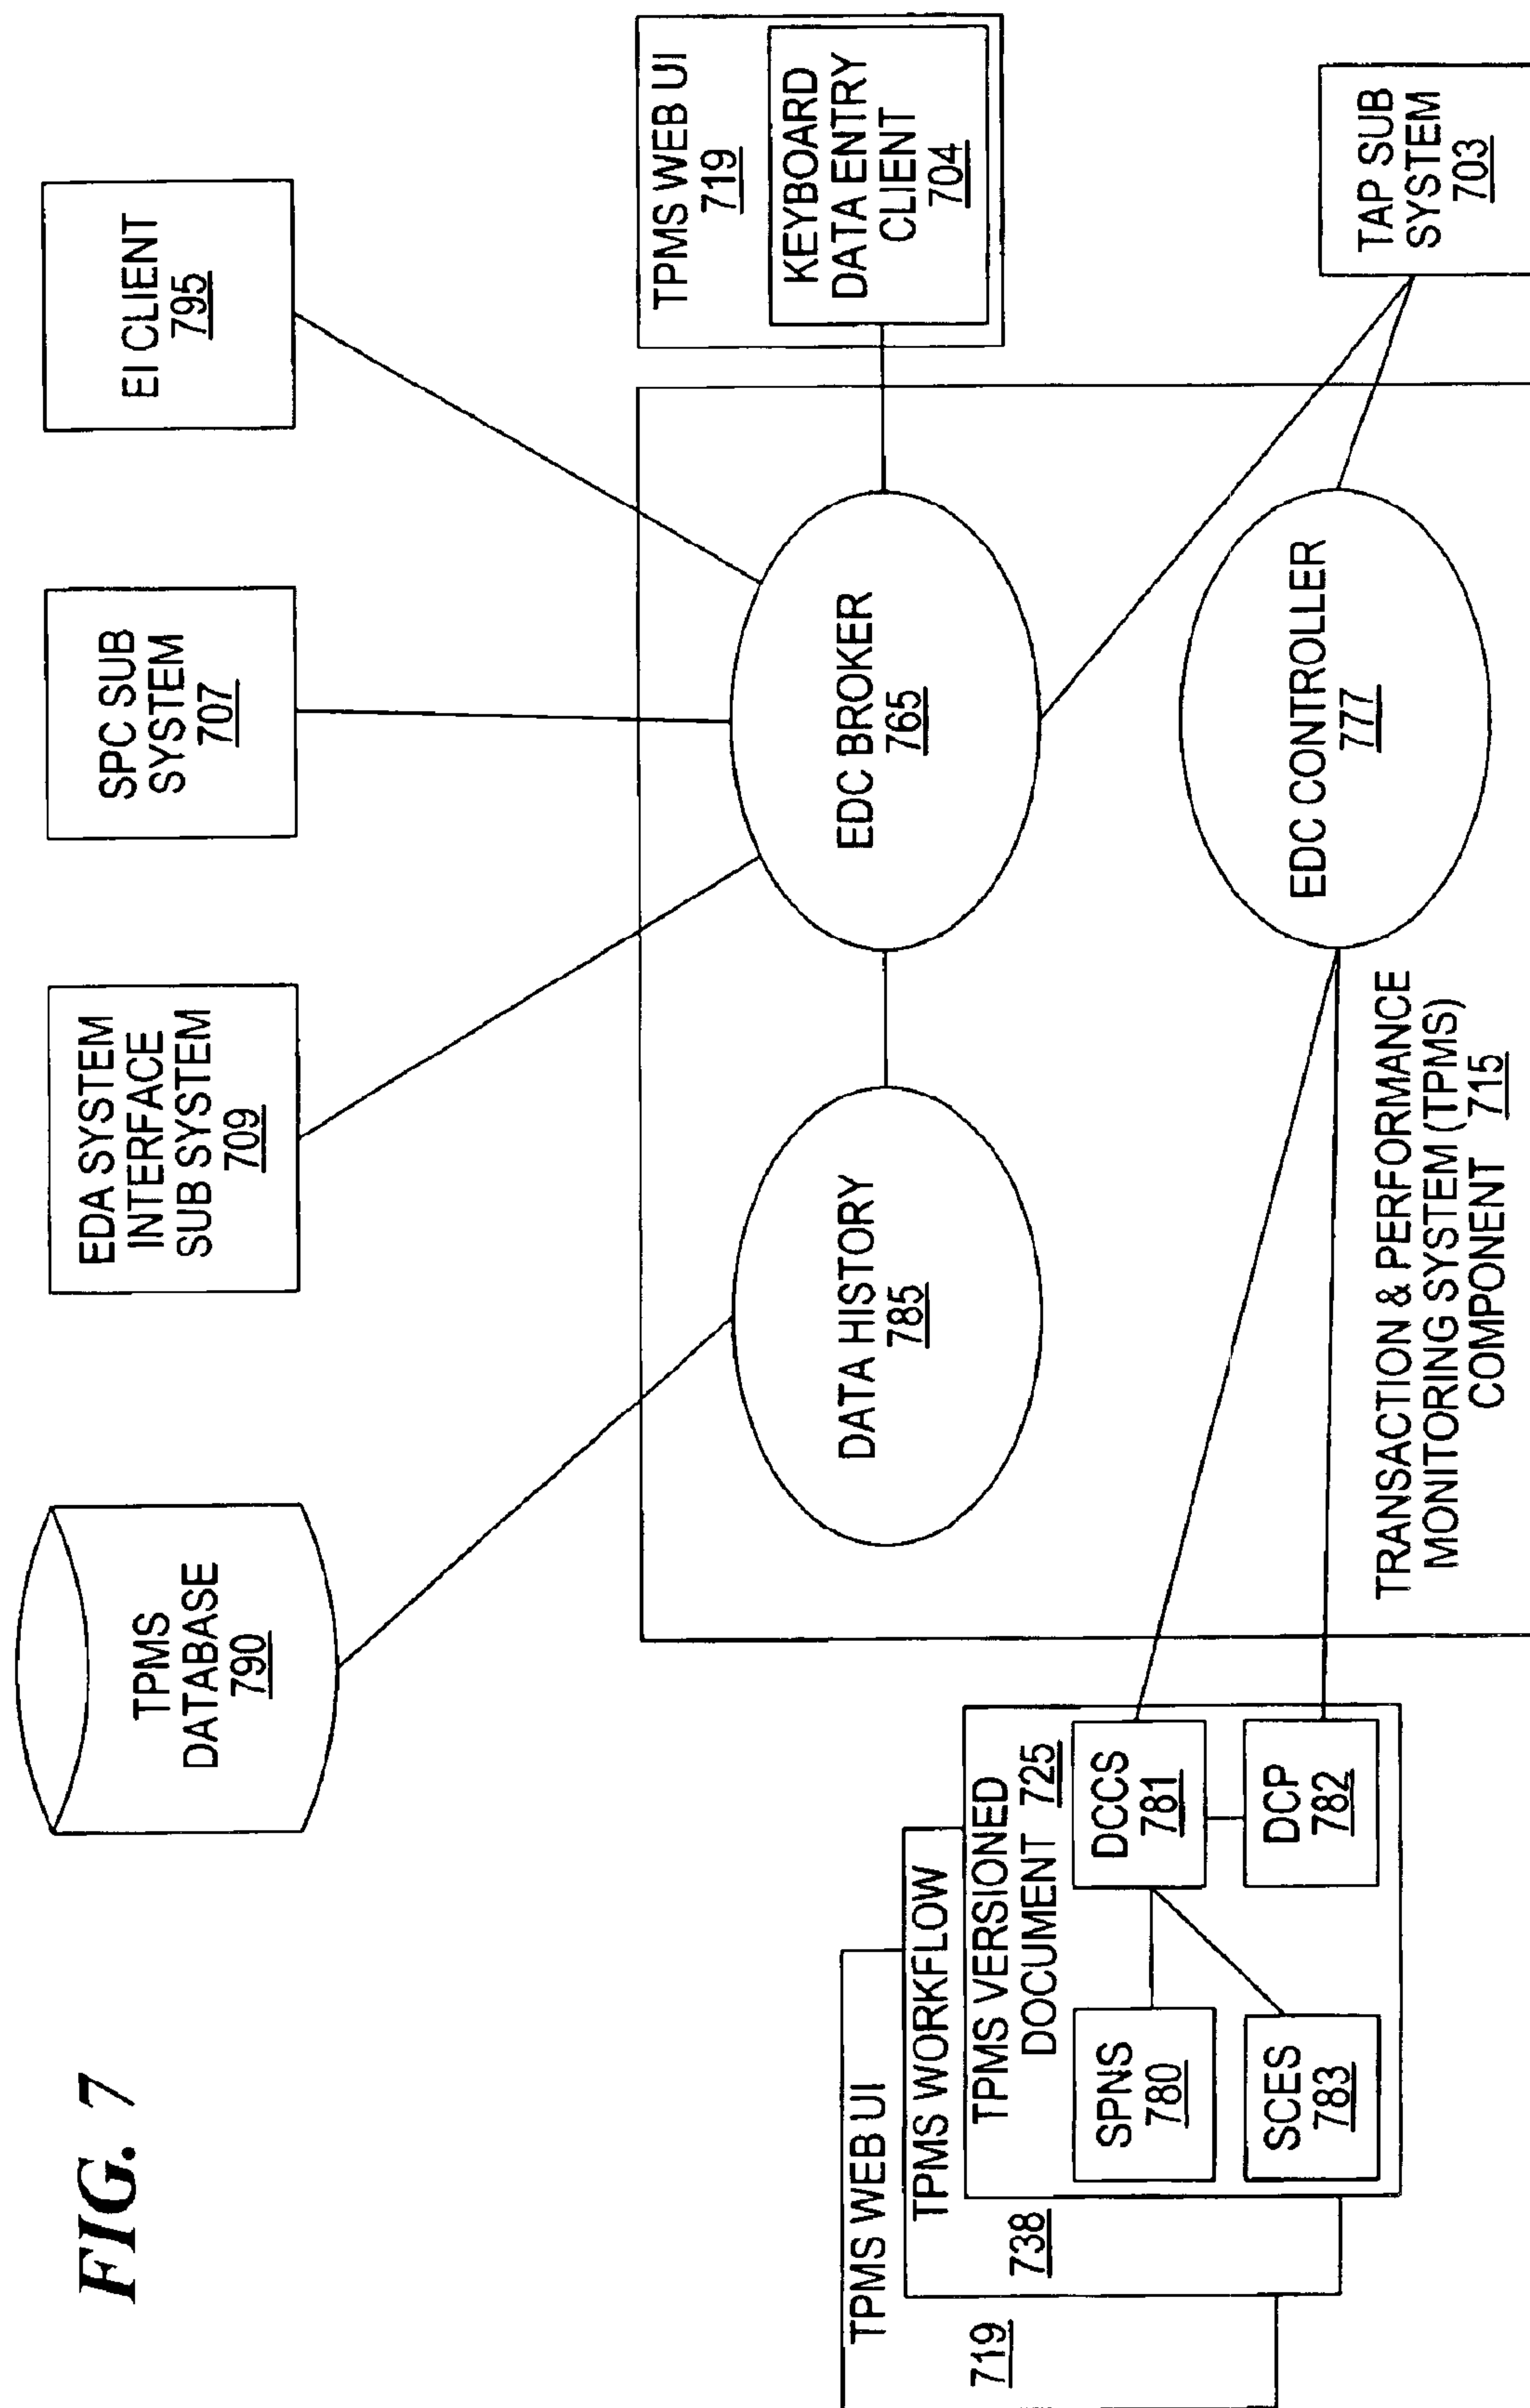 FIG. 7
TPMS
DATABASE
790
EDA SYSTEM
INTERFACE
SUB SYSTEM
709
SPC SUB
SYSTEM
707
EI CLIENT
795
TPMS WEB UI
719
KEYBOARD
DATA ENTRY
CLIENT
704
DATA HISTORY
785
EDC BROKER
765
EDC CONTROLLER
777
TAP SUB
SYSTEM
703
TRANSACTION & PERFORMANCE
MONITORING SYSTEM (TPMS)
COMPONENT 715
TPMS WEB UI
719
TPMS WORKFLOW
738
TPMS VERSIONED
DOCUMENT 725
SPNS
780
DCCS
781
SCES
783
DCP
782